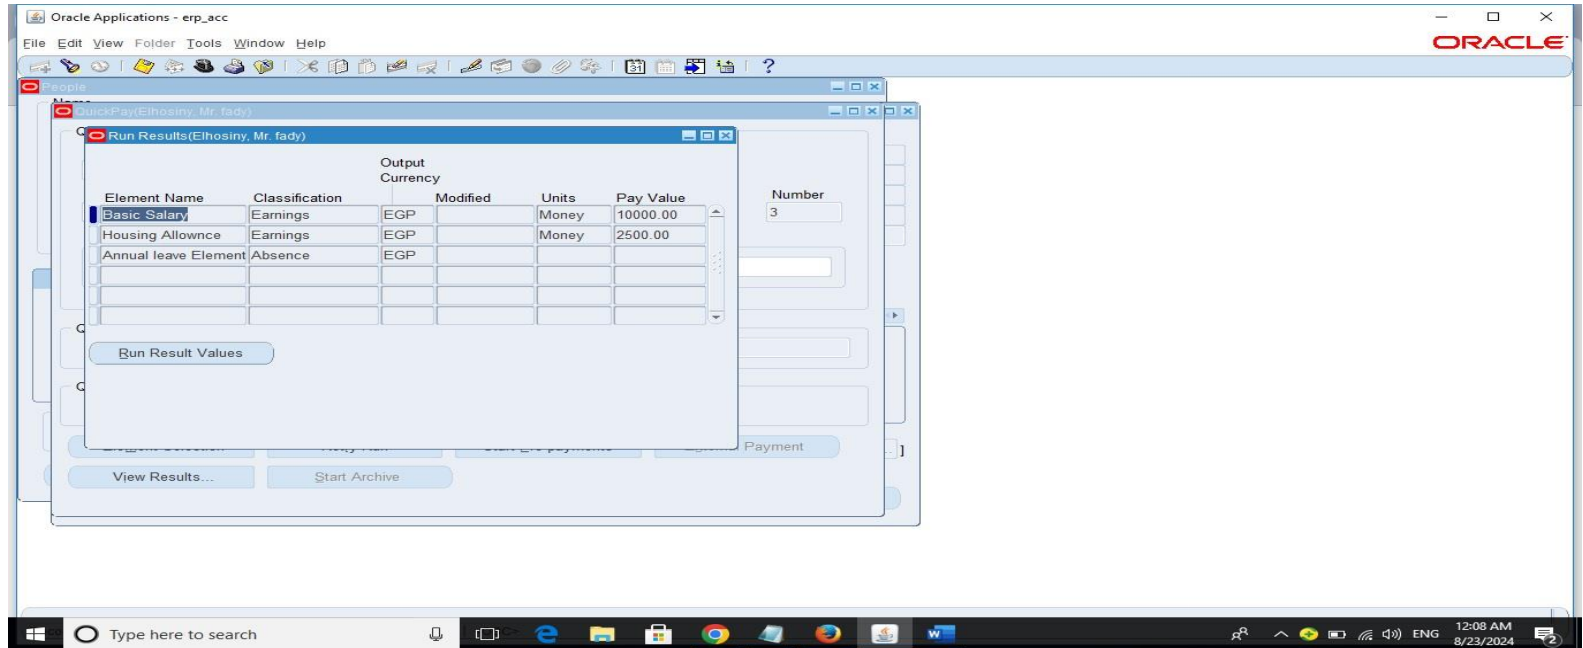 Oracle Applications - erp_acc
File Edit View Folder Tools Window Help
ORACLE
People
QuickPay(Elhosiny, Mr. fady)
Run Results(Elhosiny, Mr. fady)
Output
Currency
Element Name Classification Modified Units Pay Value Number
Basic Salary Earnings EGP Money 10000.00 3
Housing Allownce Earnings EGP Money 2500.00
Annual leave Element Absence EGP
Run Result Values
Payment
View Results... Start Archive
Type here to search
ENG
12:08 AM
8/23/2024
2